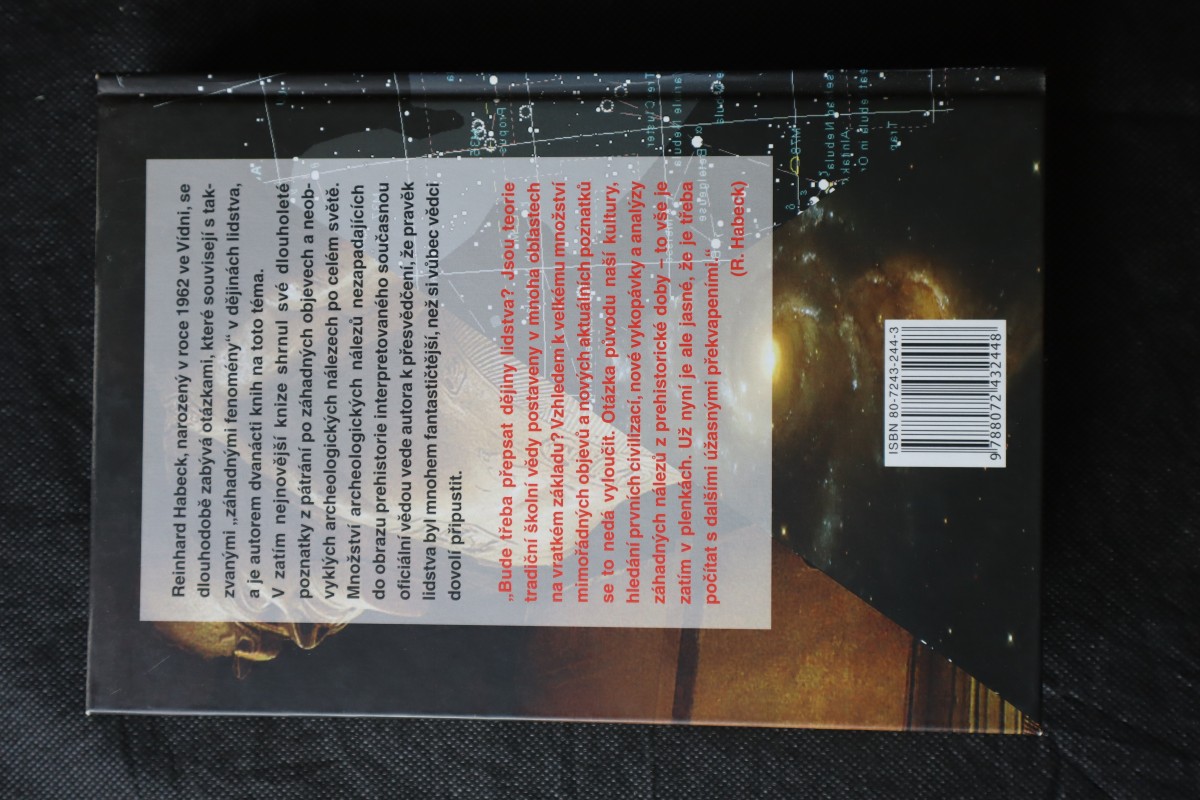 Reinhard Habeck, narozený v roce 1962 ve Vídni, se
dlouhodobě zabývá otázkami, které souvisejí s tak-
zvanými „záhadnými fenomény“ v dějinách lidstva,
a je autorem dvanácti knih na toto téma.
V zatím nejnovější knize shrnul své dlouholeté
poznatky z pátrání po záhadných objevech a neob-
vyklých archeologických nálezech po celém světě.
Množství archeologických nálezů nezapadajících
do obrazu prehistorie interpretovaného současnou
oficiální vědou vede autora k přesvědčení, že pravěk
lidstva byl mnohem fantastičtější, než si vůbec vědci
dovolí připustit.
„Bude třeba přepsat dějiny lidstva? Jsou teorie
tradiční školní vědy postaveny v mnoha oblastech
na vratkém základu? Vzhledem k velkému množství
mimořádných objevů a nových aktuálních poznatků
se to nedá vyloučit. Otázka původu naší kultury,
hledání prvních civilizací, nové vykopávky a analýzy
záhadných nálezů z prehistorické doby – to vše je
zatím v plenkách. Už nyní je ale jasné, že je třeba
počítat s dalšími úžasnými překvapeními.“
(R. Habeck)
ISBN 80-7243-244-3
9788072432448